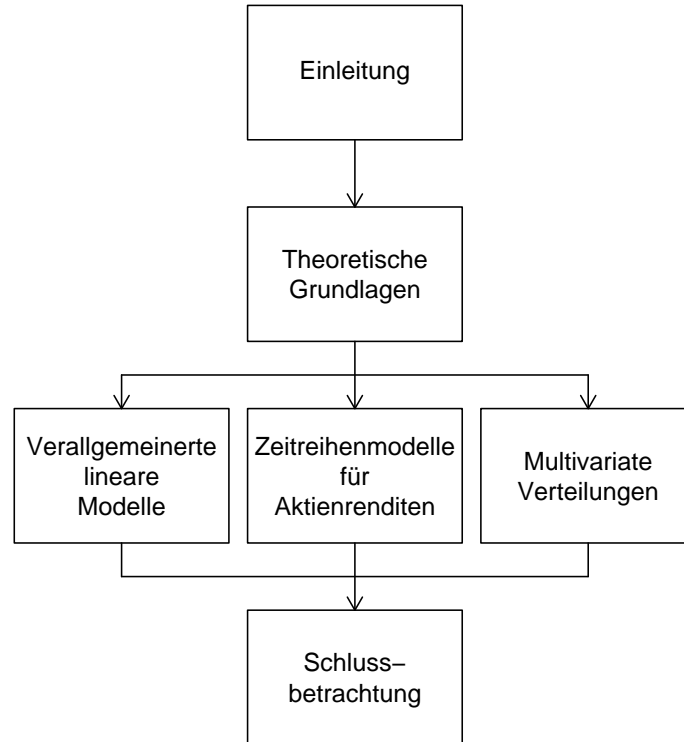 Einleitung
Theoretische
Grundlagen
Verallgemeinerte
lineare
Modelle
Zeitreihenmodelle
für
Aktienrenditen
Multivariate
Verteilungen
Schluss−
betrachtung